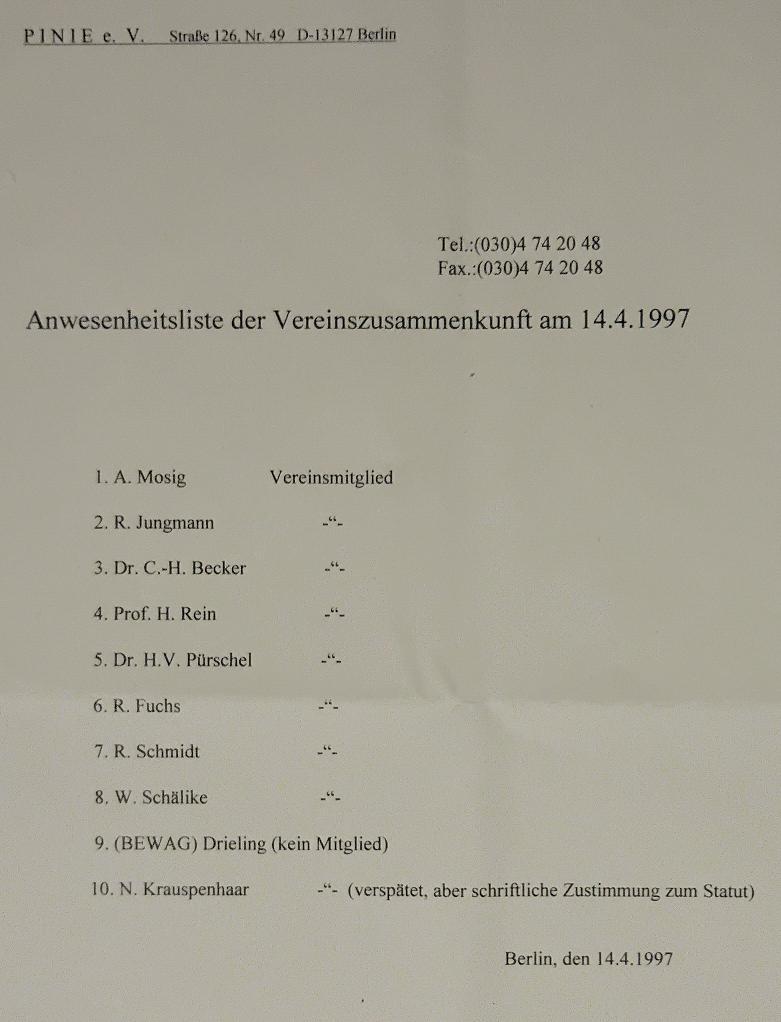 PINIE e. V. Straße 126, Nr. 49 D-13127 Berlin
Tel.:(030)4 74 20 48
Fax.:(030)4 74 20 48
Anwesenheitsliste der Vereinszusammenkunft am 14.4.1997
1. A. Mosig Vereinsmitglied
2. R. Jungmann -“-
3. Dr. C.-H. Becker -“-
4. Prof. H. Rein -“-
5. Dr. H.V. Pürschel -“-
6. R. Fuchs -“-
7. R. Schmidt -“-
8. W. Schälike -“-
9. (BEWAG) Drieling (kein Mitglied)
10. N. Krauspenhaar -“- (verspätet, aber schriftliche Zustimmung zum Statut)
Berlin, den 14.4.1997